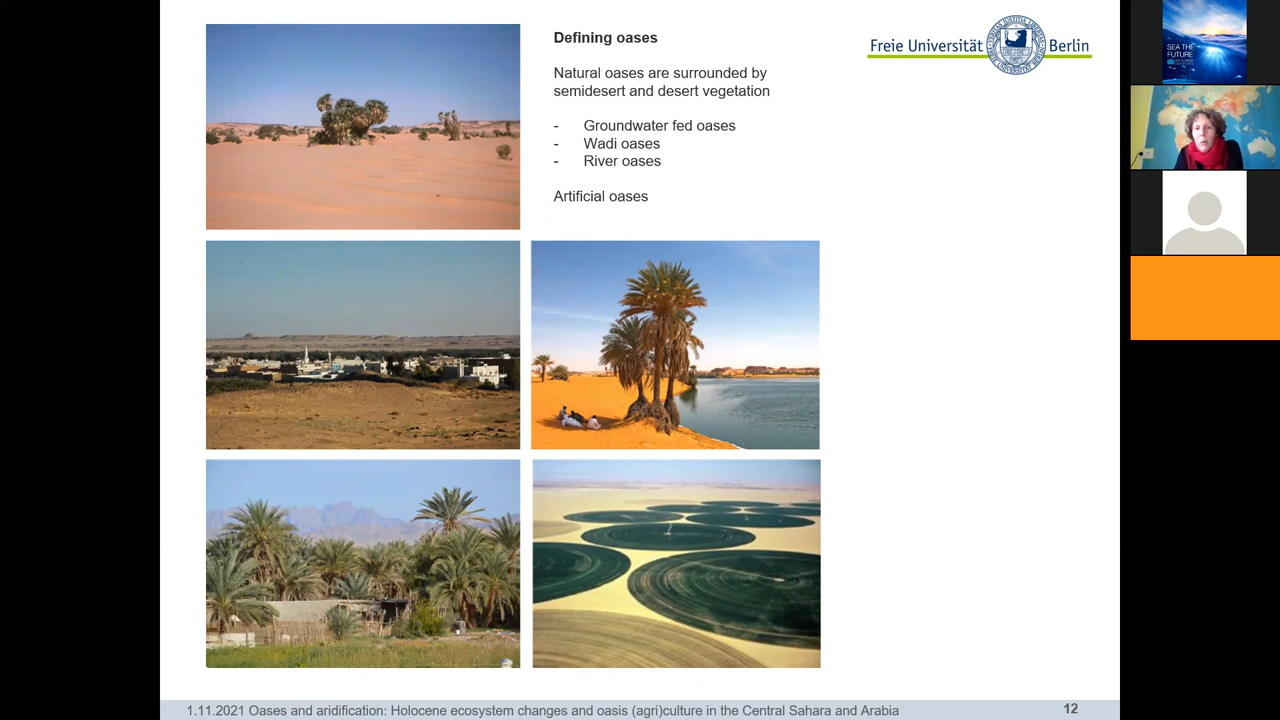 Defining oases
Freie Universität Berlin
Natural oases are surrounded by
semidesert and desert vegetation
- Groundwater fed oases
- Wadi oases
- River oases
Artificial oases
1.11.2021 Oases and aridification: Holocene ecosystem changes and oasis (agri)culture in the Central Sahara and Arabia
12
SEA THE
FUTURE